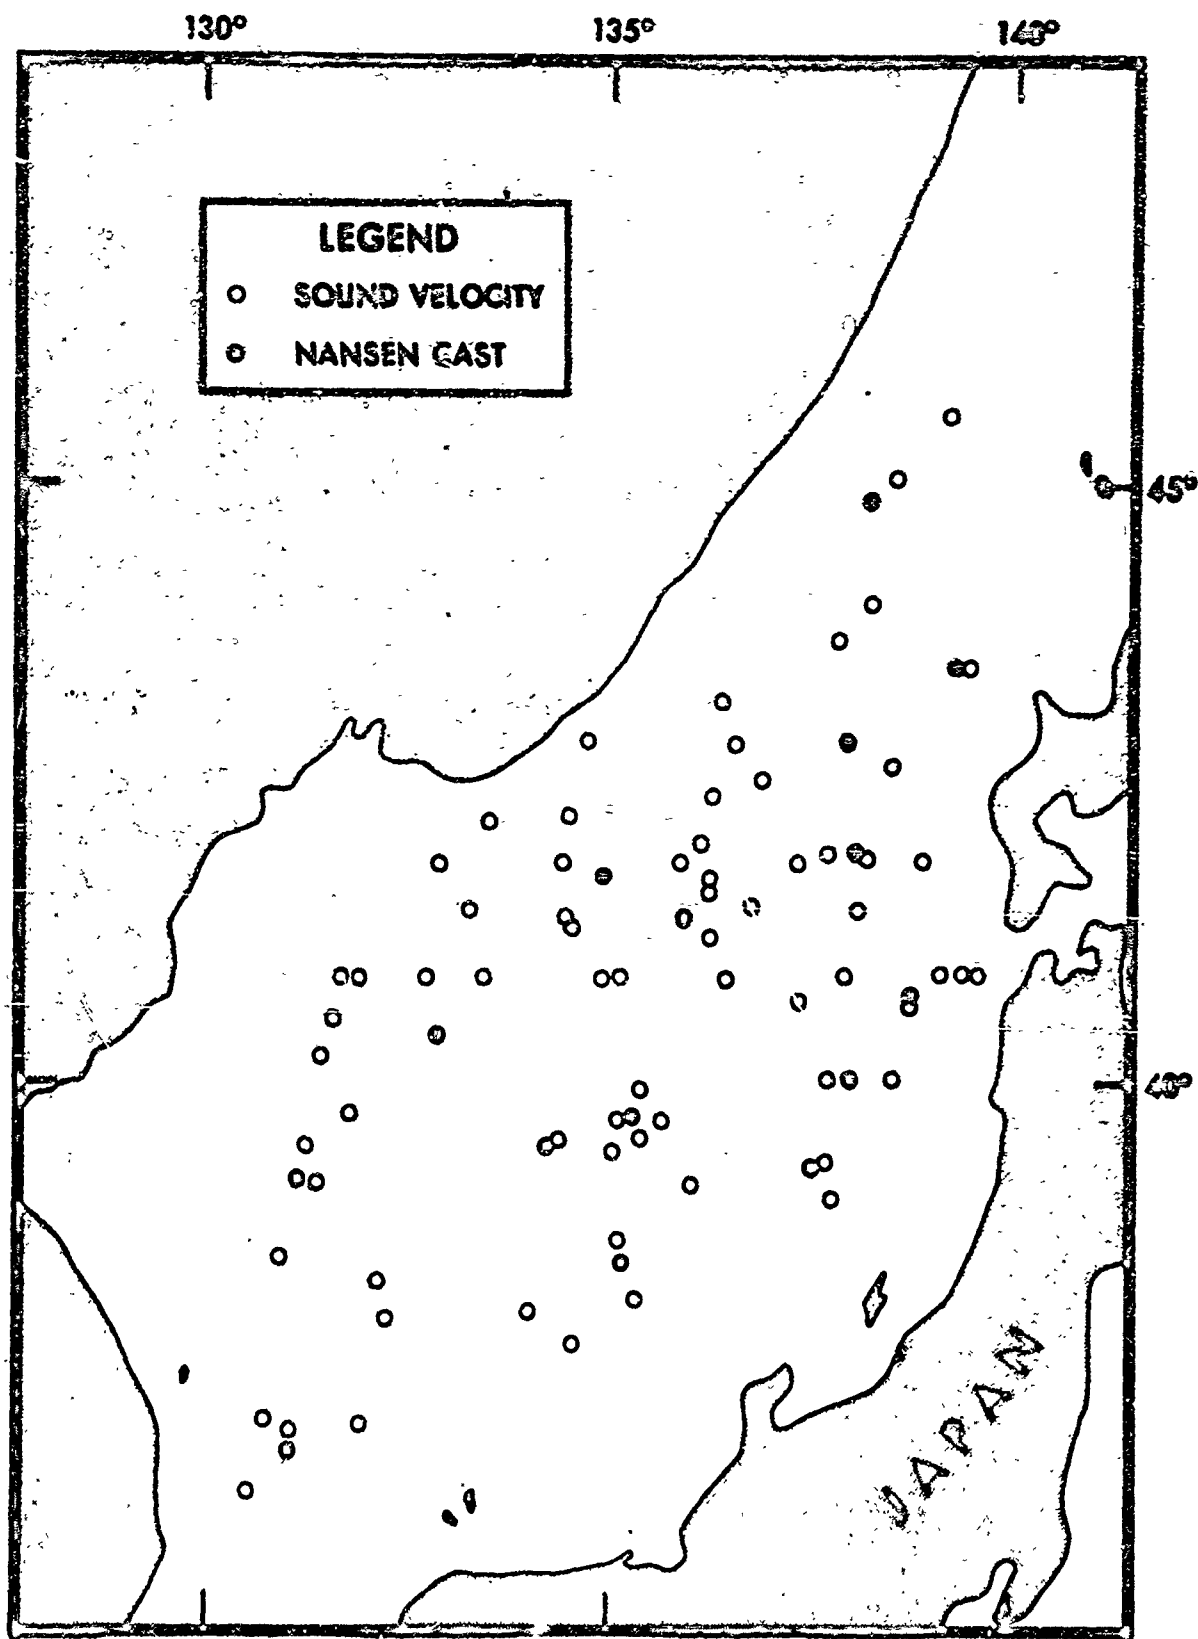 130° 135° 140°
LEGEND
SOUND VELOCITY
NANSEN CAST
45°
40°
JAPAN